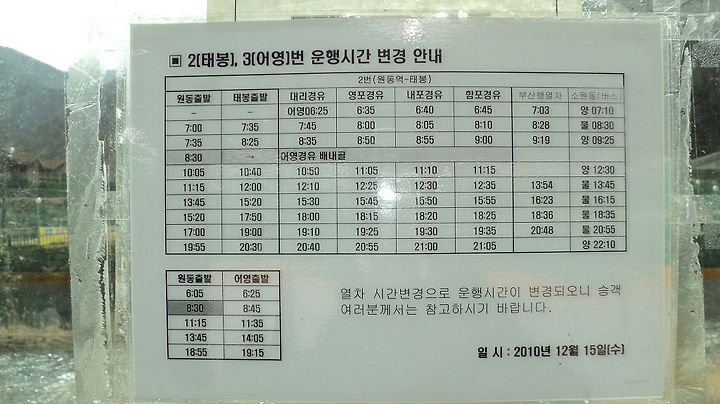 ■ 2(태봉), 3(어영)번 운행시간 변경 안내
2번(원동역-태봉)
원동출발 태봉출발 대리경유 영포경유 내포경유 함포경유 부산행열차 소원동(버스)
- - 어영06:25 6:35 6:40 6:45 7:03 양 07:10
7:00 7:35 7:45 8:00 8:05 8:10 8:28 물 08:30
7:35 8:25 8:35 8:50 8:55 9:00 9:19 양 09:25
8:30 → 어영경유 배내골
10:05 10:40 10:50 11:05 11:10 11:15 양 12:30
11:15 12:00 12:10 12:25 12:30 12:35 13:54 물 13:45
13:45 15:20 15:30 15:45 15:50 15:55 16:23 물 16:15
15:20 17:50 18:00 18:15 18:20 18:25 18:36 물 18:35
17:00 19:00 19:10 19:25 19:30 19:35 20:48 물 20:55
19:55 20:30 20:40 20:55 21:00 21:05 양 22:10
원동출발 어영출발
6:05 6:25
8:30 8:45
11:15 11:35
13:45 14:05
18:55 19:15
열차 시간변경으로 운행시간이 변경되오니 승객
여러분께서는 참고하시기 바랍니다.
일 시 : 2010년 12월 15일(수)